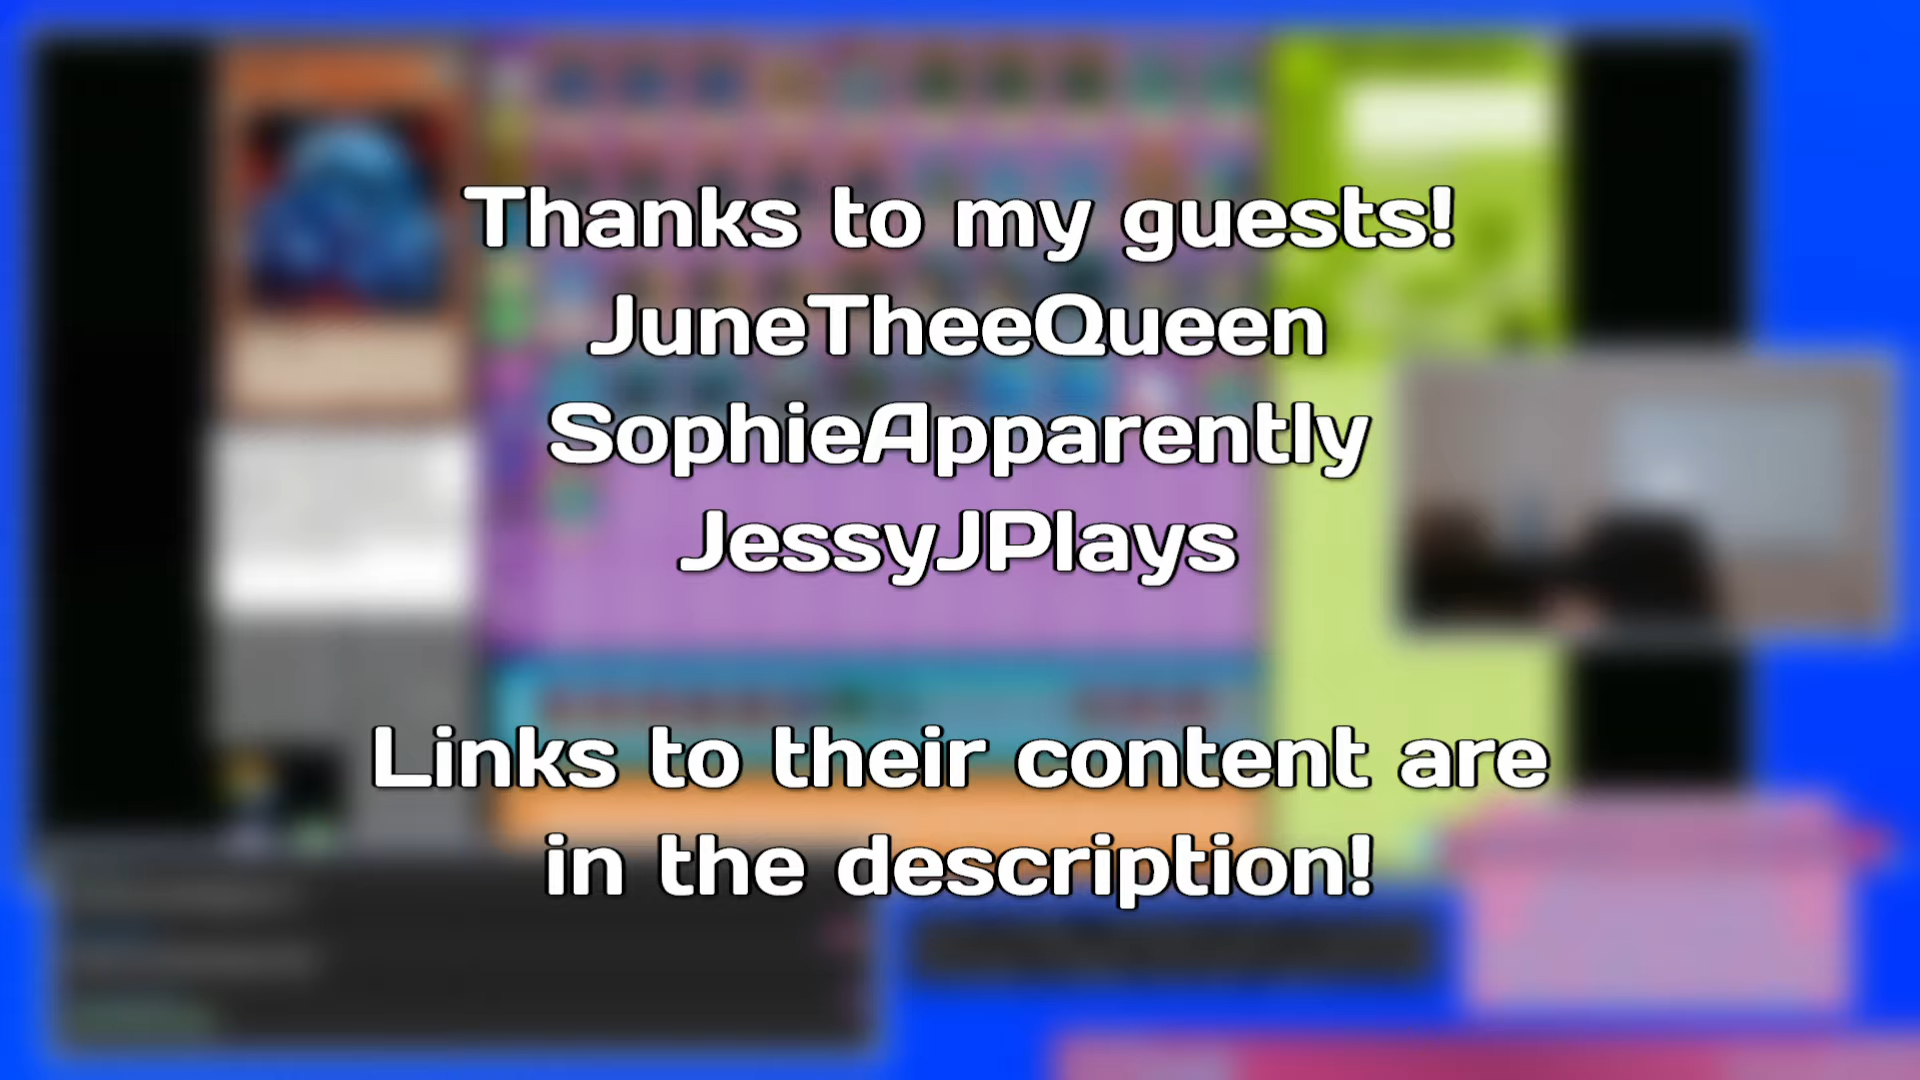 Thanks to my guests!
JuneTheeQueen
SophieApparently
JessyJPlays
Links to their content are
in the description!